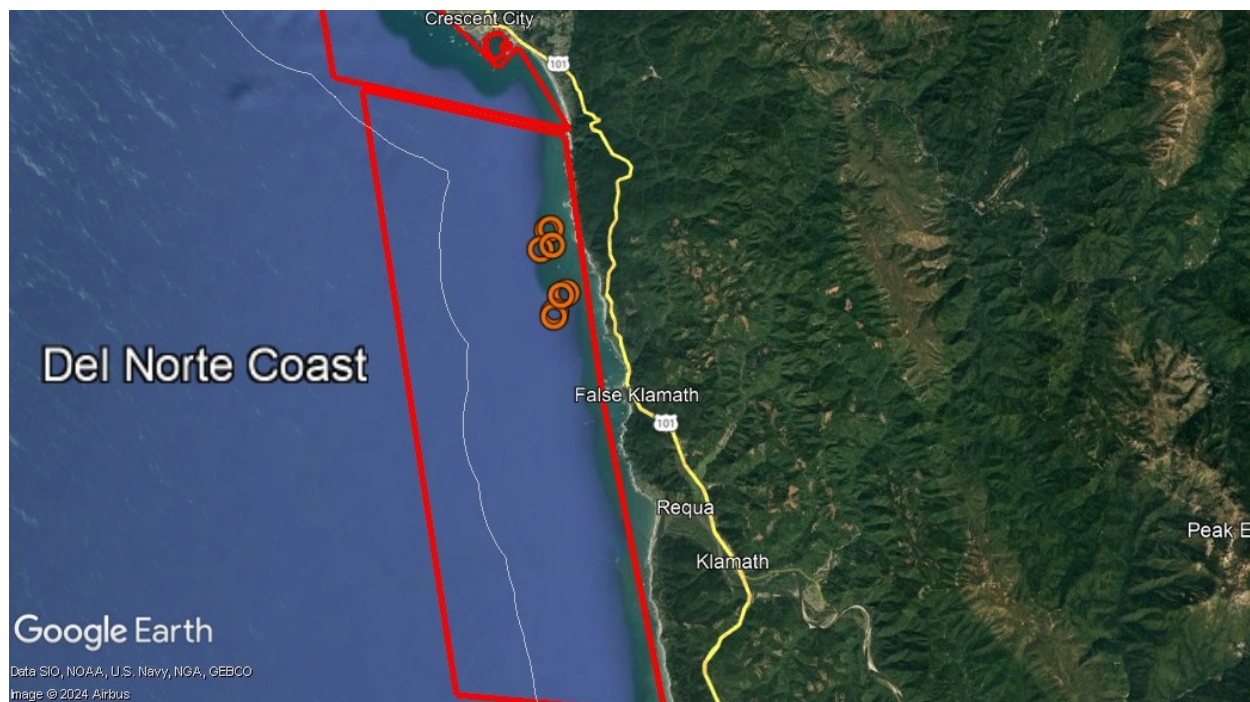 Crescent City
101
Del Norte Coast
False Klamath
101
Requa
Peak E
Klamath
Google Earth
Data SIO, NOAA, U.S. Navy, NGA, GEBCO
Image © 2024 Airbus